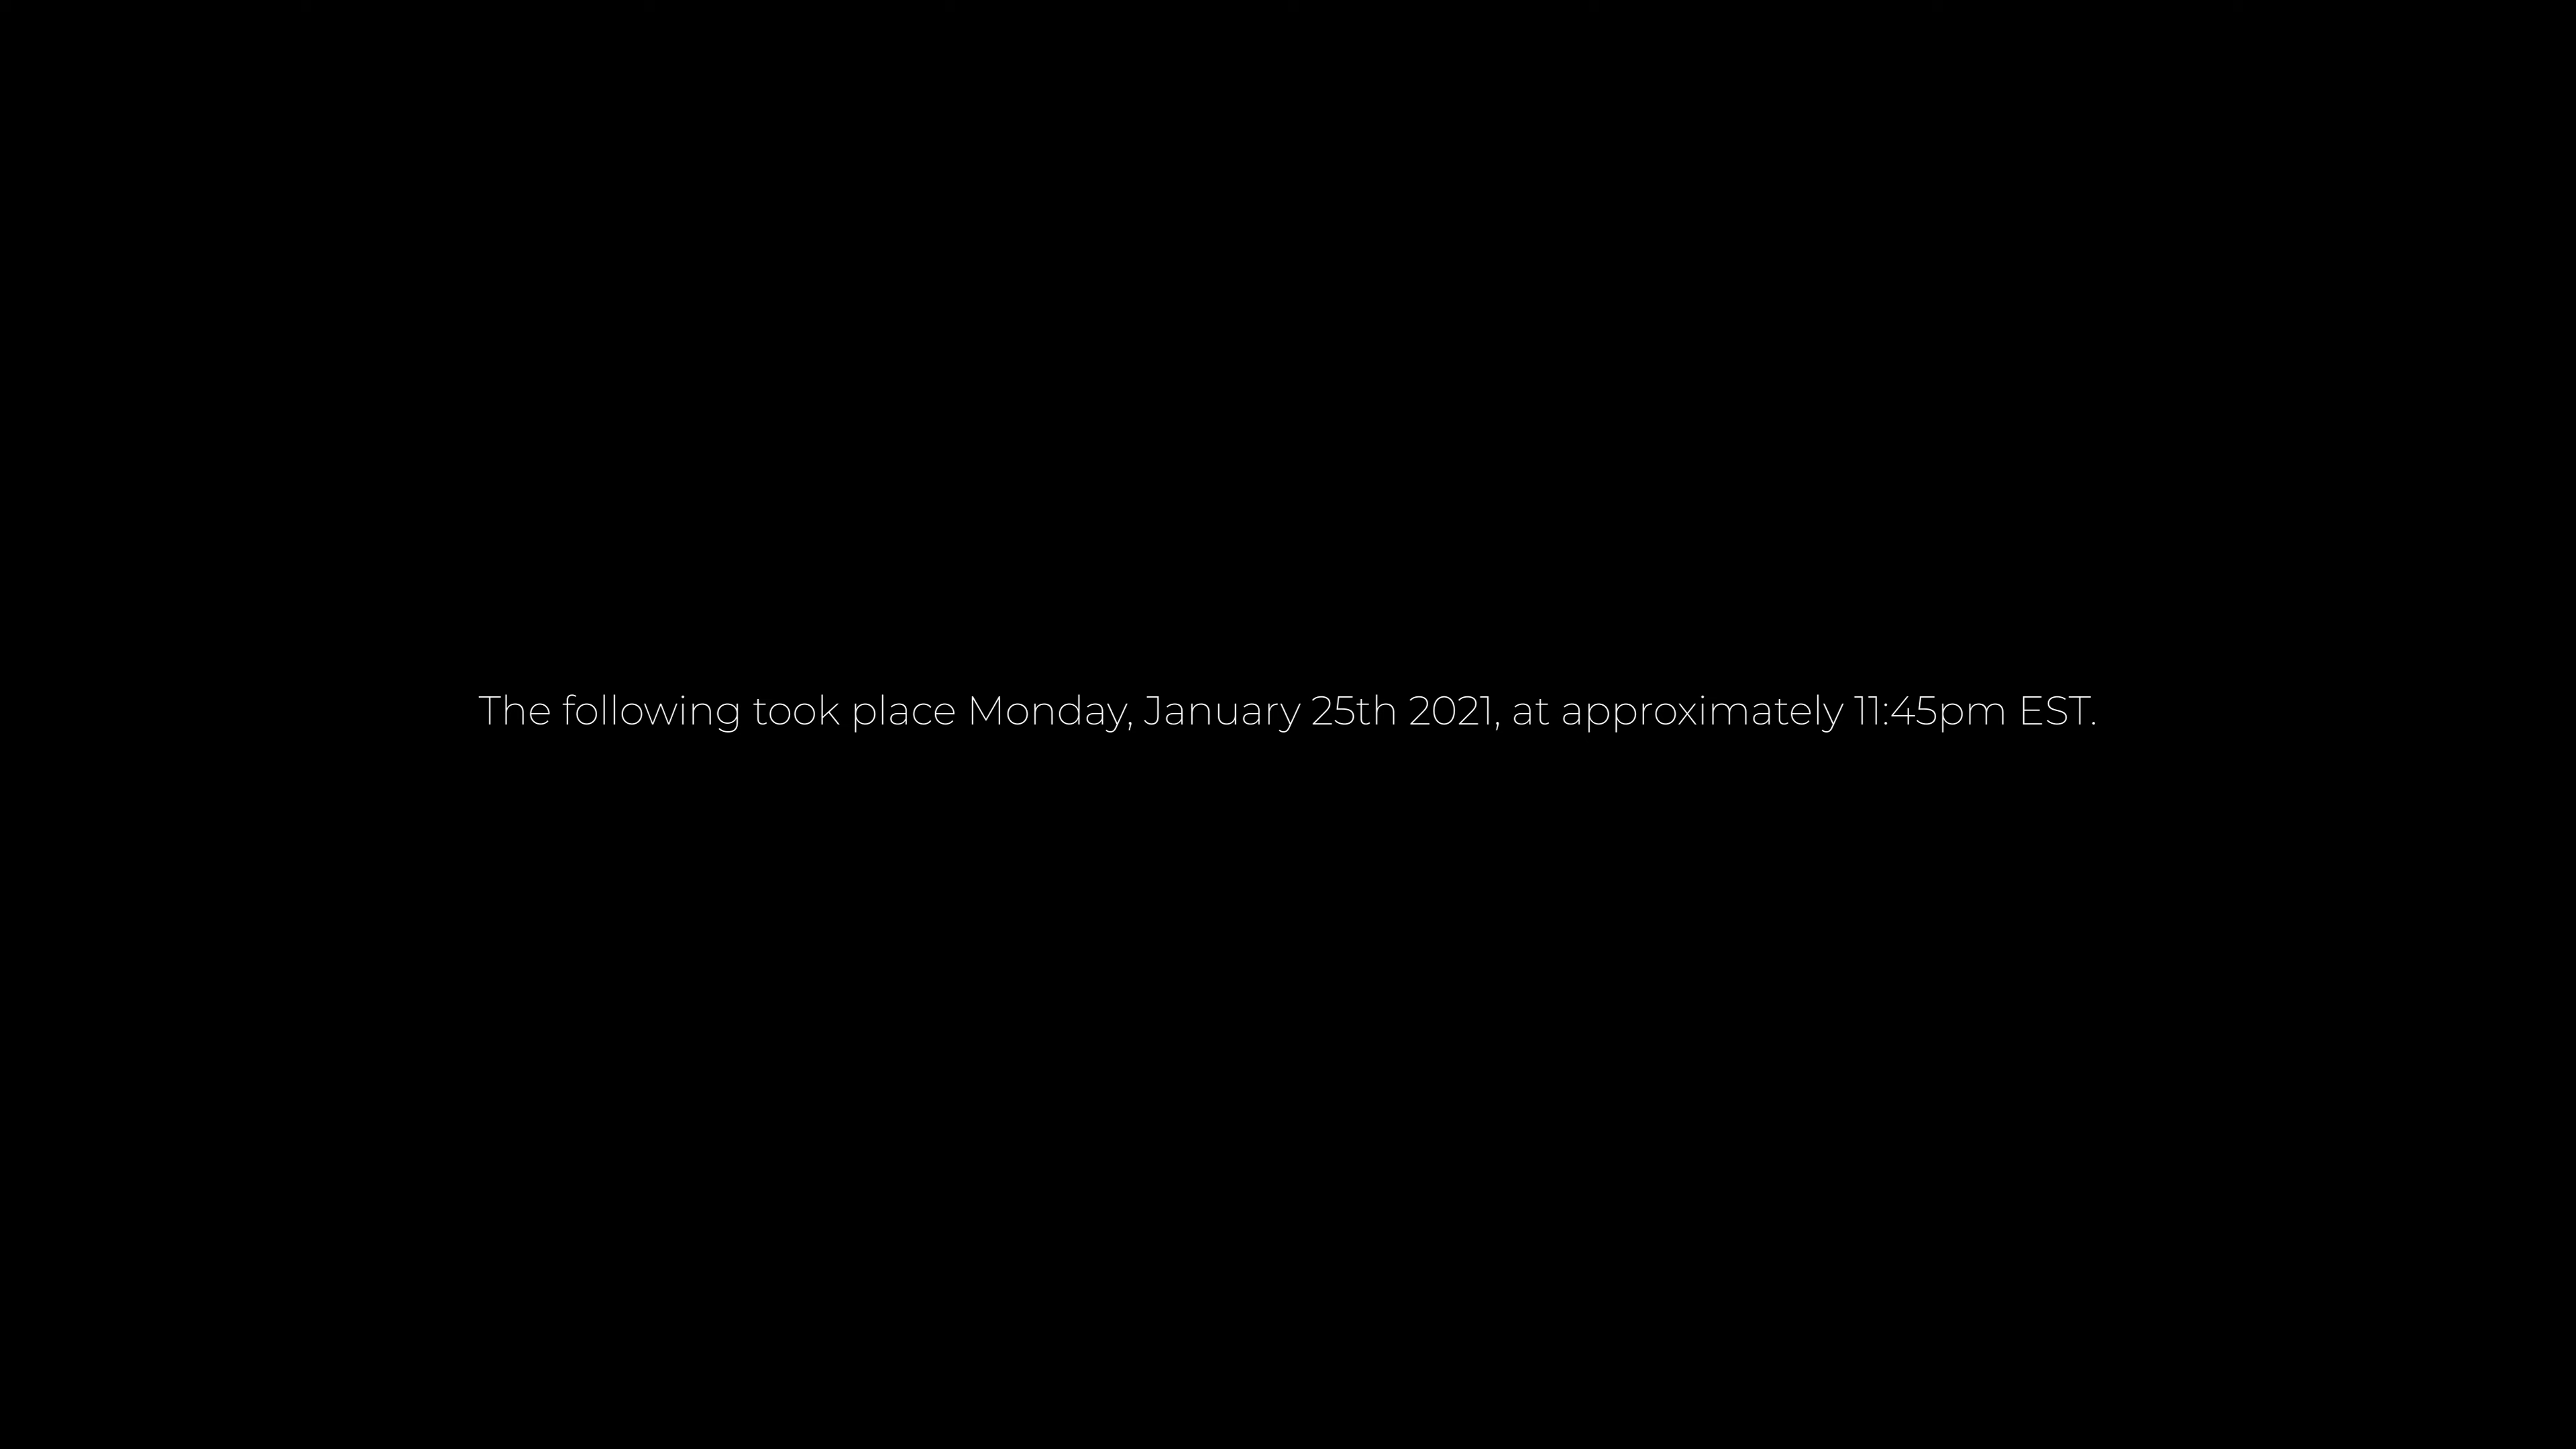 The following took place Monday, January 25th 2021, at approximately 11:45pm EST.